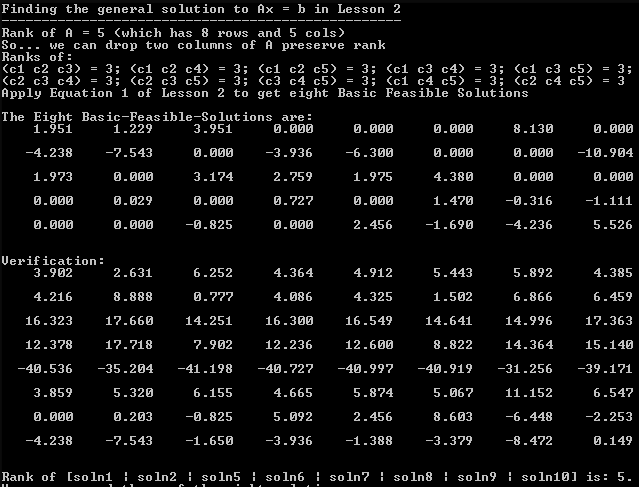 Finding the general solution to Ax = b in Lesson 2
--------------------------------------------------
Rank of A = 5 (which has 8 rows and 5 cols)
So... we can drop two columns of A preserve rank
Ranks of:
(c1 c2 c3) = 3; (c1 c2 c4) = 3; (c1 c2 c5) = 3; (c1 c3 c4) = 3; (c1 c3 c5) = 3;
(c2 c3 c4) = 3; (c2 c3 c5) = 3; (c3 c4 c5) = 3; (c1 c4 c5) = 3; (c2 c4 c5) = 3
Apply Equation 1 of Lesson 2 to get eight Basic Feasible Solutions
The Eight Basic-Feasible-Solutions are:
1.951 1.229 3.951 0.000 0.000 0.000 8.130 0.000
-4.238 -7.543 0.000 -3.936 -6.300 0.000 0.000 -10.904
1.973 0.000 3.174 2.759 1.975 4.380 0.000 0.000
0.000 0.029 0.000 0.727 0.000 1.470 -0.316 -1.111
0.000 0.000 -0.825 0.000 2.456 -1.690 -4.236 5.526
Verification:
3.902 2.631 6.252 4.364 4.912 5.443 5.892 4.385
4.216 8.888 0.777 4.086 4.325 1.502 6.866 6.459
16.323 17.660 14.251 16.300 16.549 14.641 14.996 17.363
12.378 17.718 7.902 12.236 12.600 8.822 14.364 15.140
-40.536 -35.204 -41.198 -40.727 -40.997 -40.919 -31.256 -39.171
3.859 5.320 6.155 4.665 5.874 5.067 11.152 6.547
0.000 0.203 -0.825 5.092 2.456 8.603 -6.448 -2.253
-4.238 -7.543 -1.650 -3.936 -1.388 -3.379 -8.472 0.149
Rank of [soln1 | soln2 | soln5 | soln6 | soln7 | soln8 | soln9 | soln10] is: 5.